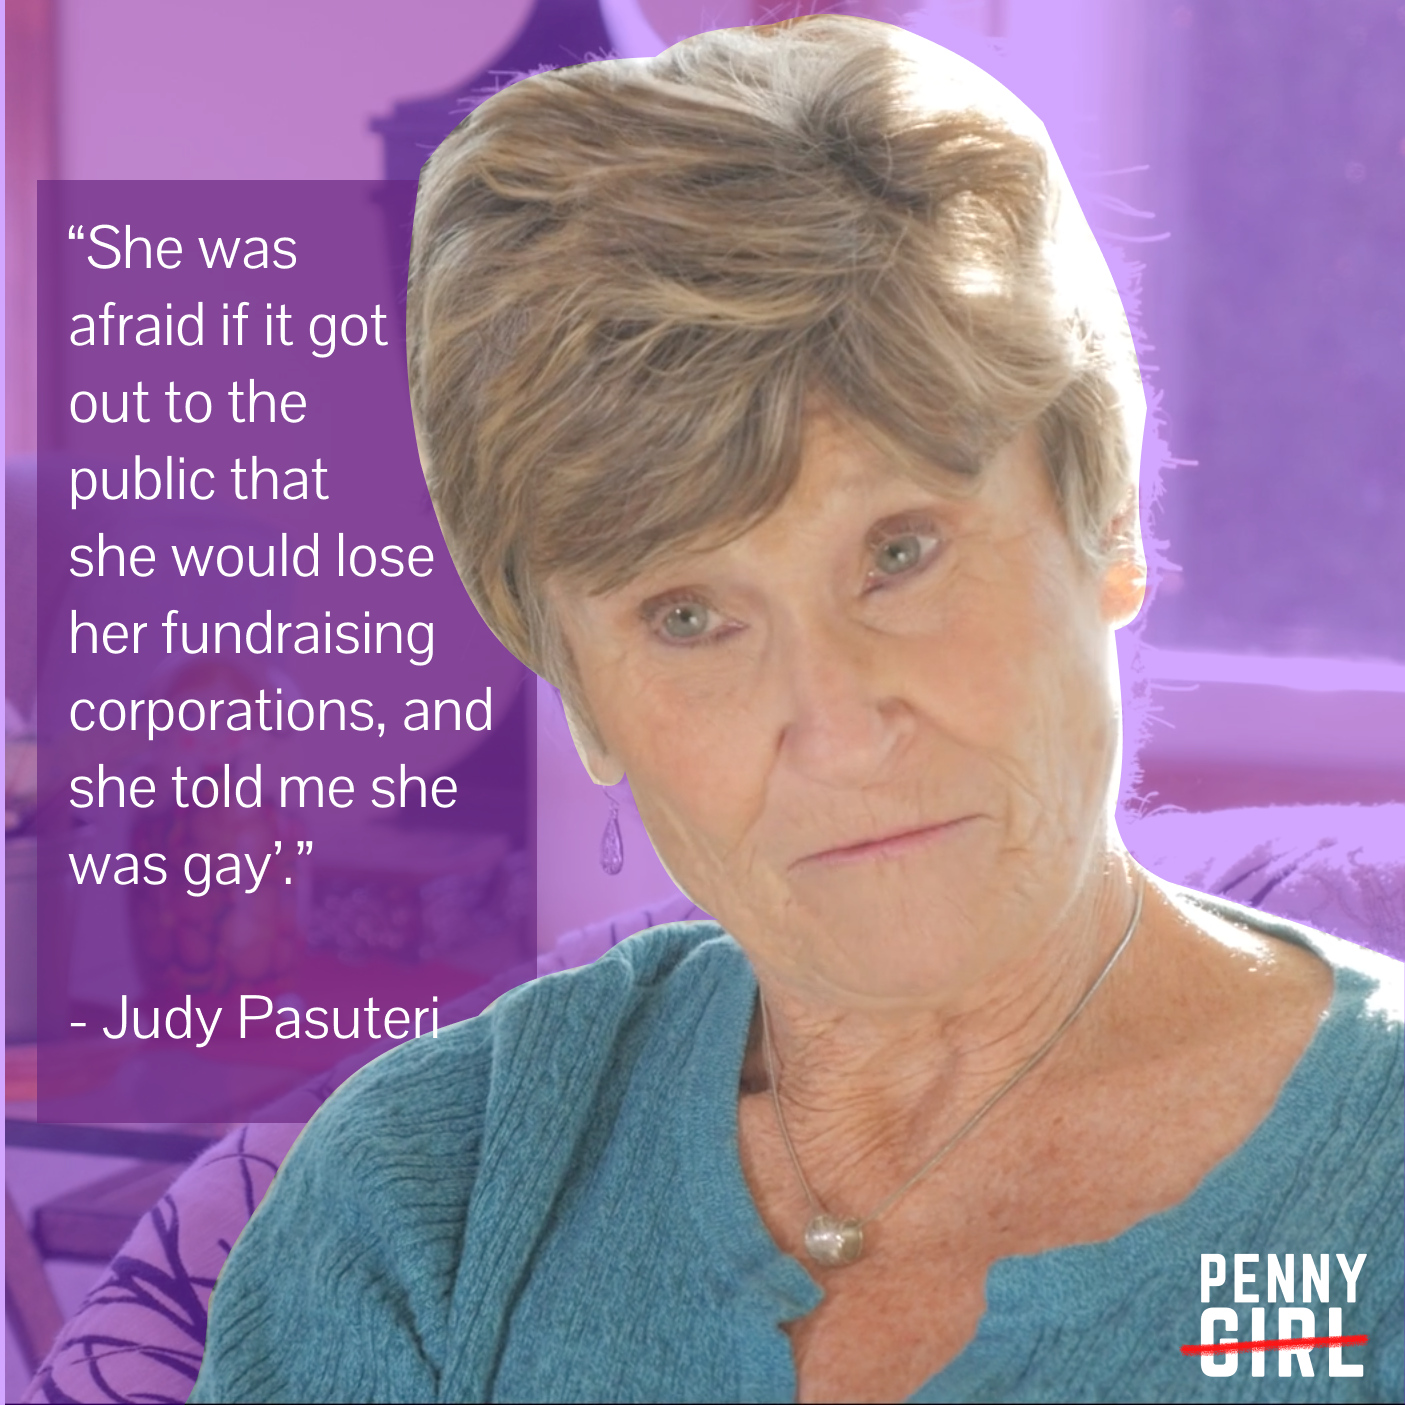 “She was
afraid if it got
out to the
public that
she would lose
her fundraising
corporations, and
she told me she
was gay’.”
- Judy Pasuteri
PENNY
GIRL